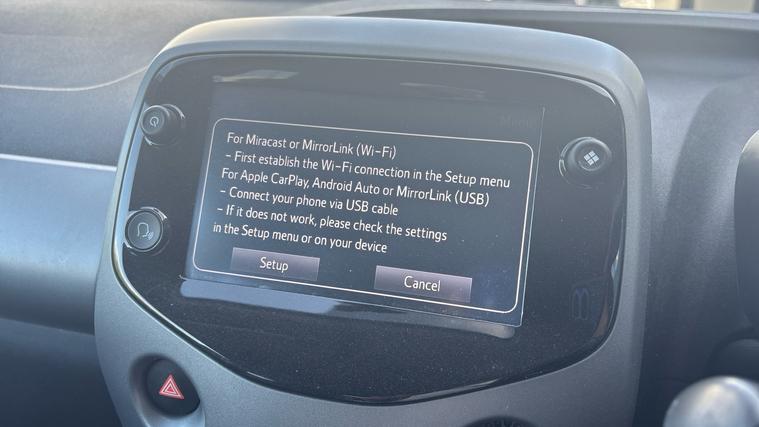 For Miracast or MirrorLink (Wi-Fi)
- First establish the Wi-Fi connection in the Setup menu
For Apple CarPlay, Android Auto or MirrorLink (USB)
- Connect your phone via USB cable
- If it does not work, please check the settings
in the Setup menu or on your device
Setup
Cancel